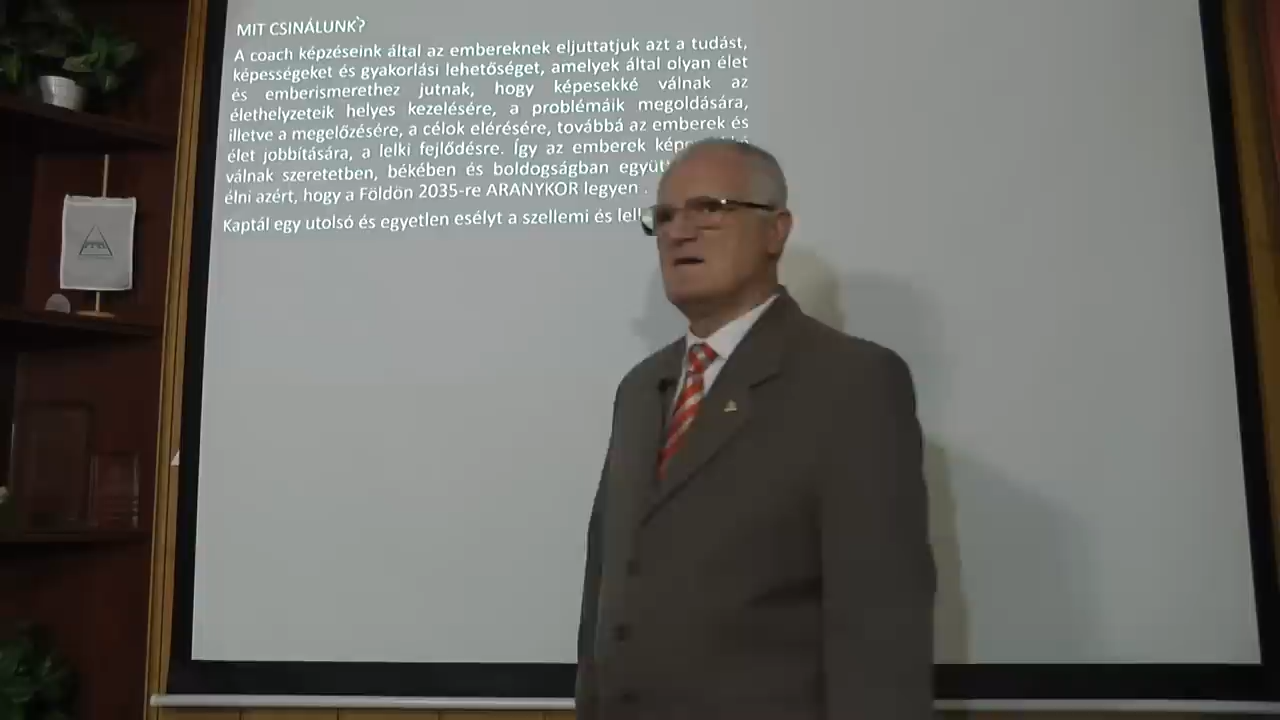 MIT CSINÁLUNK?
A coach képzéseink által az embereknek eljuttatjuk azt a tudást,
képességeket és gyakorlási lehetőséget, amelyek által olyan élet
és emberismerethez jutnak, hogy képesekké válnak az
élethelyzeteik helyes kezelésére, a problémáik megoldására,
illetve a megelőzésére, a célok elérésére, továbbá az emberek és
élet jobbítására, a lelki fejlődésre. Így az emberek
válnak szeretetben, békében és boldogságban
élni azért, hogy a Földön 2035-re ARANYKOR legyen .
Kaptál egy utolsó és egyetlen esélyt a szellemi és